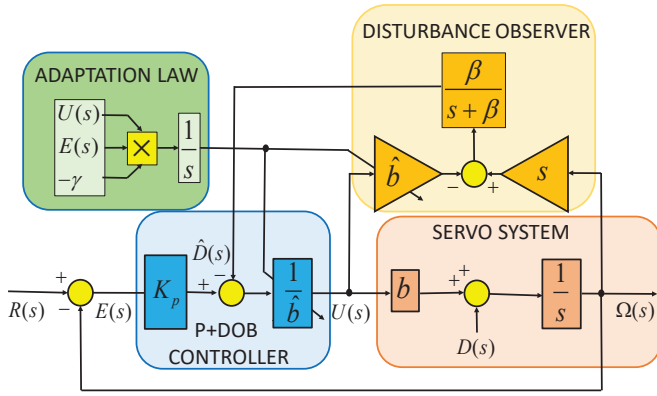 DISTURBANCE OBSERVER
ADAPTATION LAW
β
s + β
U(s)
E(s)
−γ
×
1
s
b̂
− +
s
SERVO SYSTEM
D̂(s)
+
−
R(s)
E(s)
K_p
+ −
1
b̂
U(s)
b
+ +
1
s
Ω(s)
D(s)
P+DOB
CONTROLLER